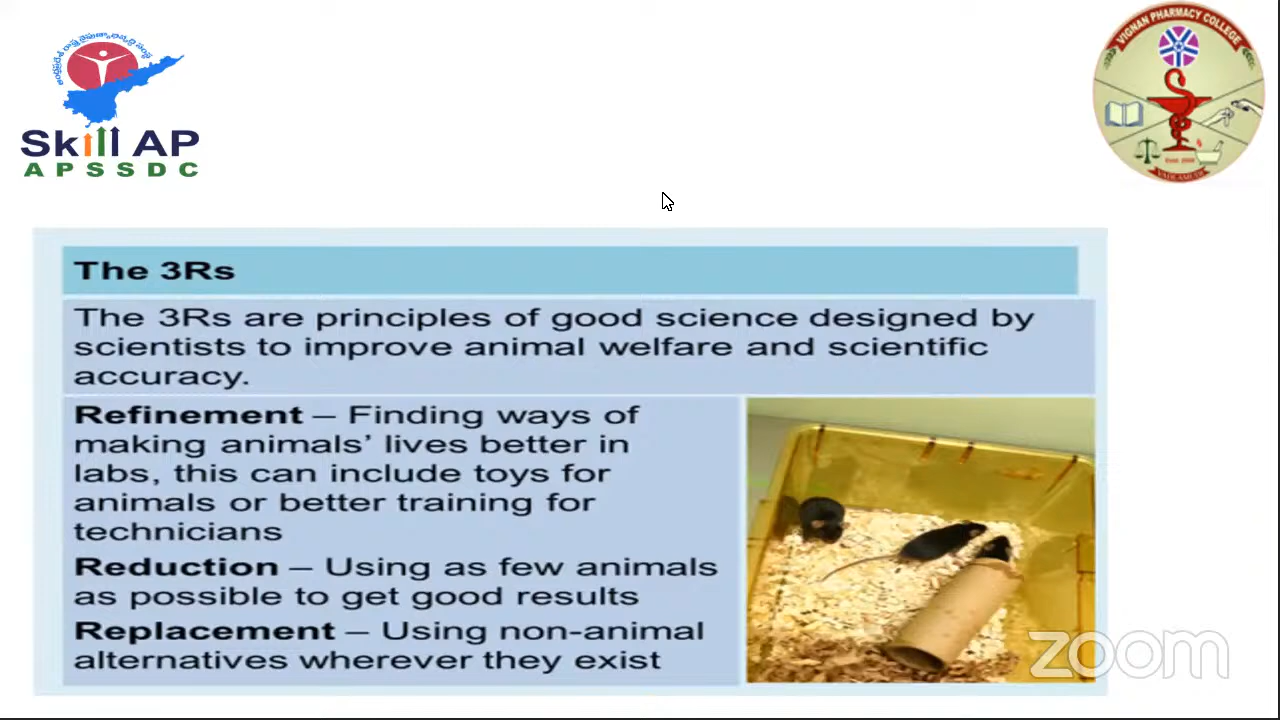 Skill AP
APSSDC
VIGNAN PHARMACY COLLEGE
Estd. 2008
VADLAMUDI
The 3Rs
The 3Rs are principles of good science designed by
scientists to improve animal welfare and scientific
accuracy.
Refinement – Finding ways of
making animals’ lives better in
labs, this can include toys for
animals or better training for
technicians
Reduction – Using as few animals
as possible to get good results
Replacement – Using non-animal
alternatives wherever they exist
zoom